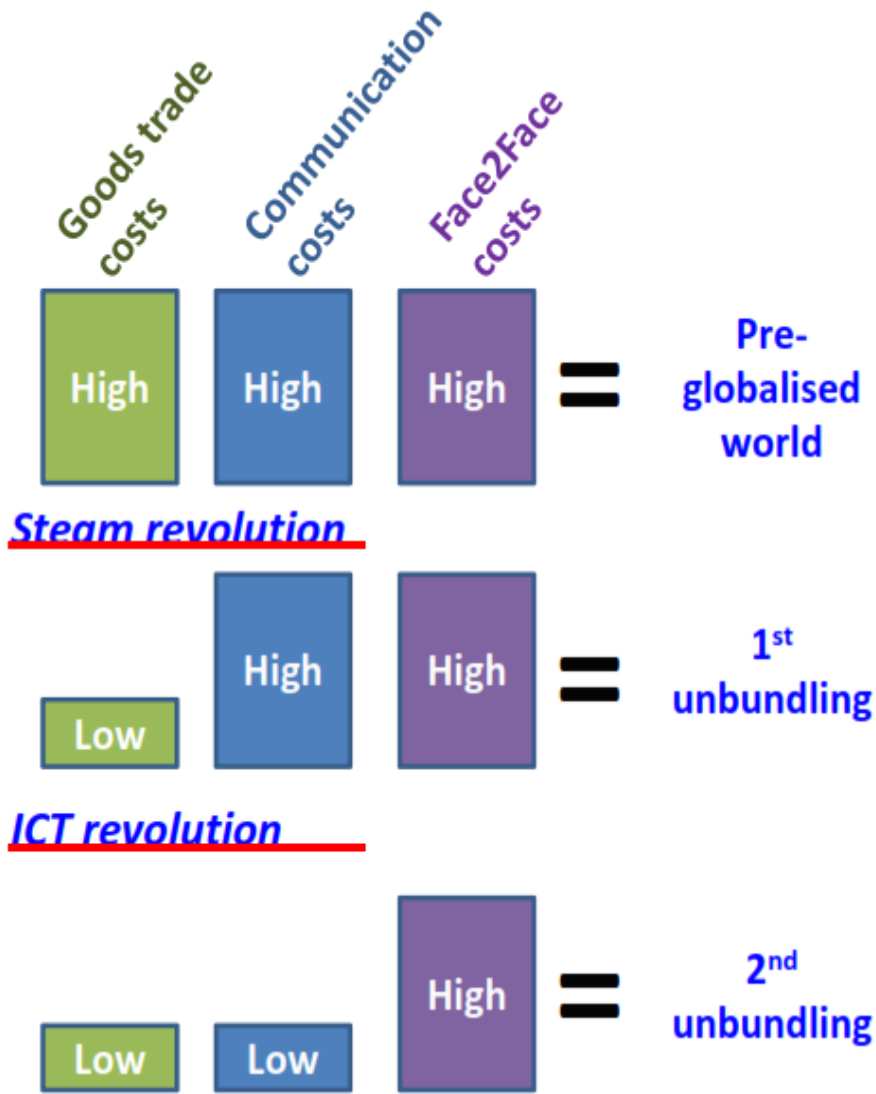 Goods trade
costs
Communication
costs
Face2Face
costs
High
High
High
=
Pre-
globalised
world
Steam revolution
Low
High
High
=
1st
unbundling
ICT revolution
Low
Low
High
=
2nd
unbundling